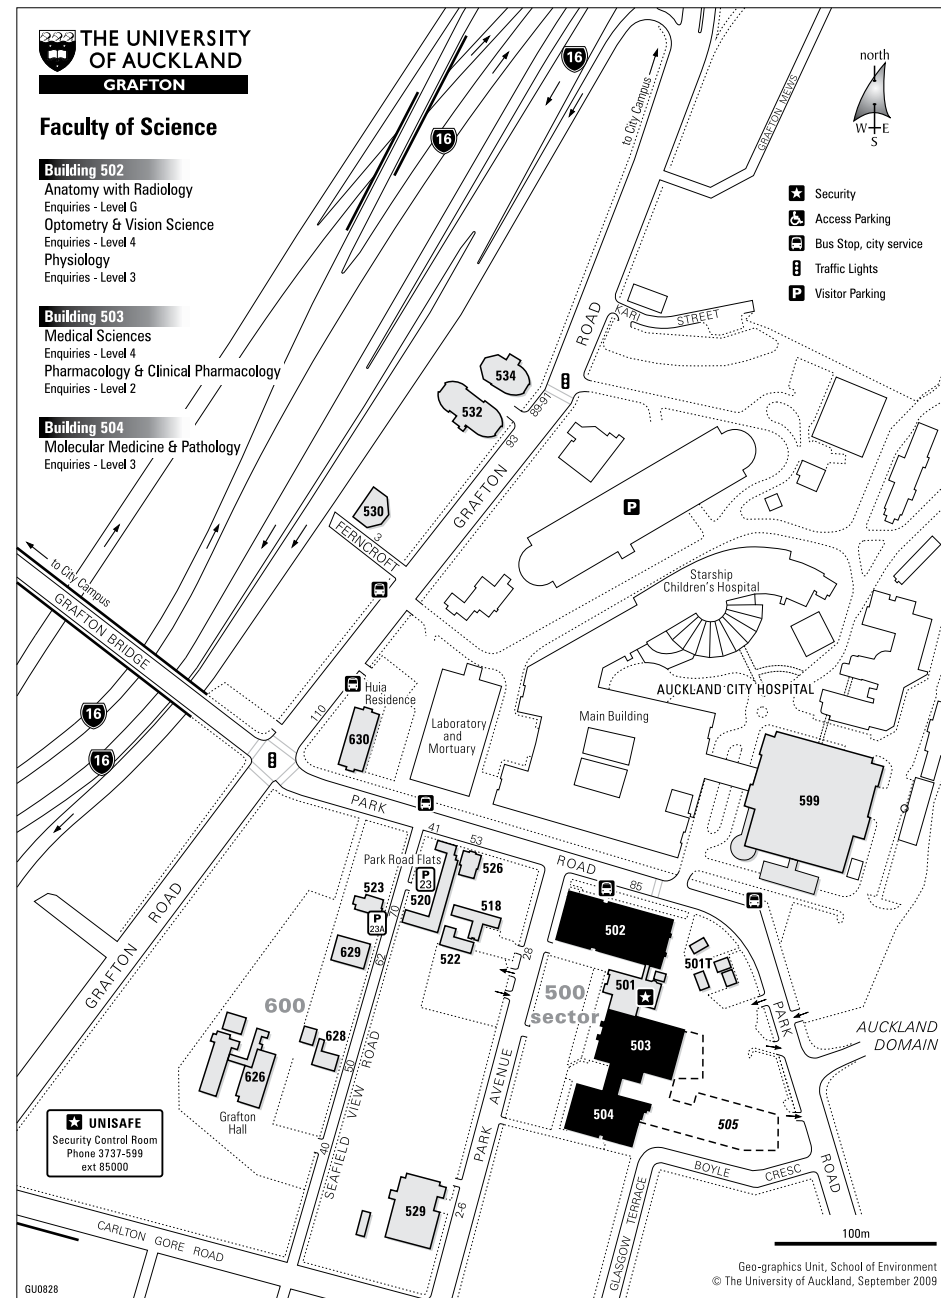 THE UNIVERSITY
OF AUCKLAND
GRAFTON
Faculty of Science
Building 502
Anatomy with Radiology
Enquiries - Level G
Optometry & Vision Science
Enquiries - Level 4
Physiology
Enquiries - Level 3
Building 503
Medical Sciences
Enquiries - Level 4
Pharmacology & Clinical Pharmacology
Enquiries - Level 2
Building 504
Molecular Medicine & Pathology
Enquiries - Level 3
north
W E
S
Security
Access Parking
Bus Stop, city service
Traffic Lights
P Visitor Parking
16
16
to City Campus
GRAFTON MEWS
ROAD
KARI STREET
534
532
89-91
93
GRAFTON
530
3
FERNCROFT
P
to City Campus
GRAFTON BRIDGE
Starship
Children's Hospital
AUCKLAND CITY HOSPITAL
Huia
Residence
110
630
Laboratory
and
Mortuary
Main Building
599
16
16
PARK
ROAD
41
53
85
Park Road Flats
P
23
526
523
520
518
P
23A
70
522
629
62
28
502
501T
501
500
sector
503
504
505
600
628
626
Grafton
Hall
50
40
GRAFTON
ROAD
SEAFIELD VIEW ROAD
PARK AVENUE
529
2-6
PARK
ROAD
AUCKLAND
DOMAIN
BOYLE CRESC
GLASGOW TERRACE
CARLTON GORE ROAD
UNISAFE
Security Control Room
Phone 3737-599
ext 85000
100m
Geo-graphics Unit, School of Environment
© The University of Auckland, September 2009
GU0828